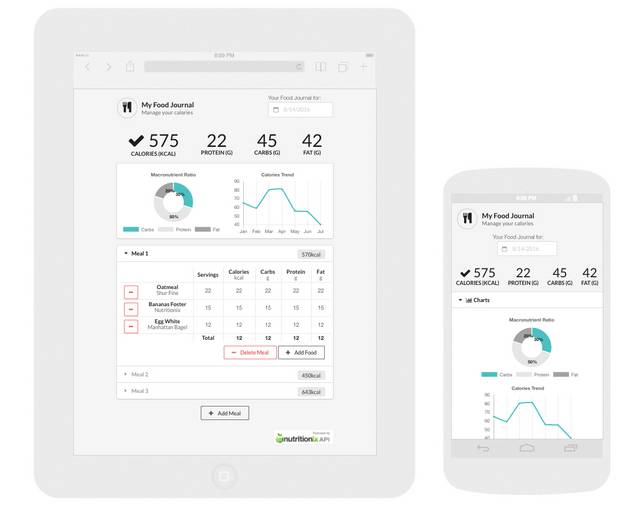 8:59 PM
My Food Journal
Manage your calories
Your Food Journal for:
8/14/2016
575 22 45 42
CALORIES (KCAL) PROTEIN (G) CARBS (G) FAT (G)
Macronutrient Ratio
30%
50%
Carbs Protein Fat
Calories Trend
90
80
70
60
50
40
Jan Feb Mar Apr May Jun Jul
Meal 1 570kcal
Servings Calories kcal Carbs g Protein g Fat g
Oatmeal
Shur Fine
22 22 22 22 22
Bananas Foster
Nutritionix
15 15 15 15 15
Egg White
Manhattan Bagel
12 12 12 12 12
Total 12 12 12 12
Delete Meal Add Food
Meal 2 450kcal
Meal 3 643kcal
Add Meal
Powered by
nutritionix API
My Food Journal
Manage your calories
Your Food Journal for:
8/14/2016
575 22 45 42
CALORIES (KCAL) PROTEIN (G) CARBS (G) FAT (G)
Charts
Macronutrient Ratio
30%
50%
Carbs Protein Fat
Calories Trend
90
80
70
60
50
40